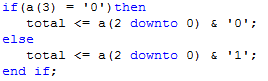 if(a(3) = '0')then
    total <= a(2 downto 0) & '0';
else
    total <= a(2 downto 0) & '1';
end if;